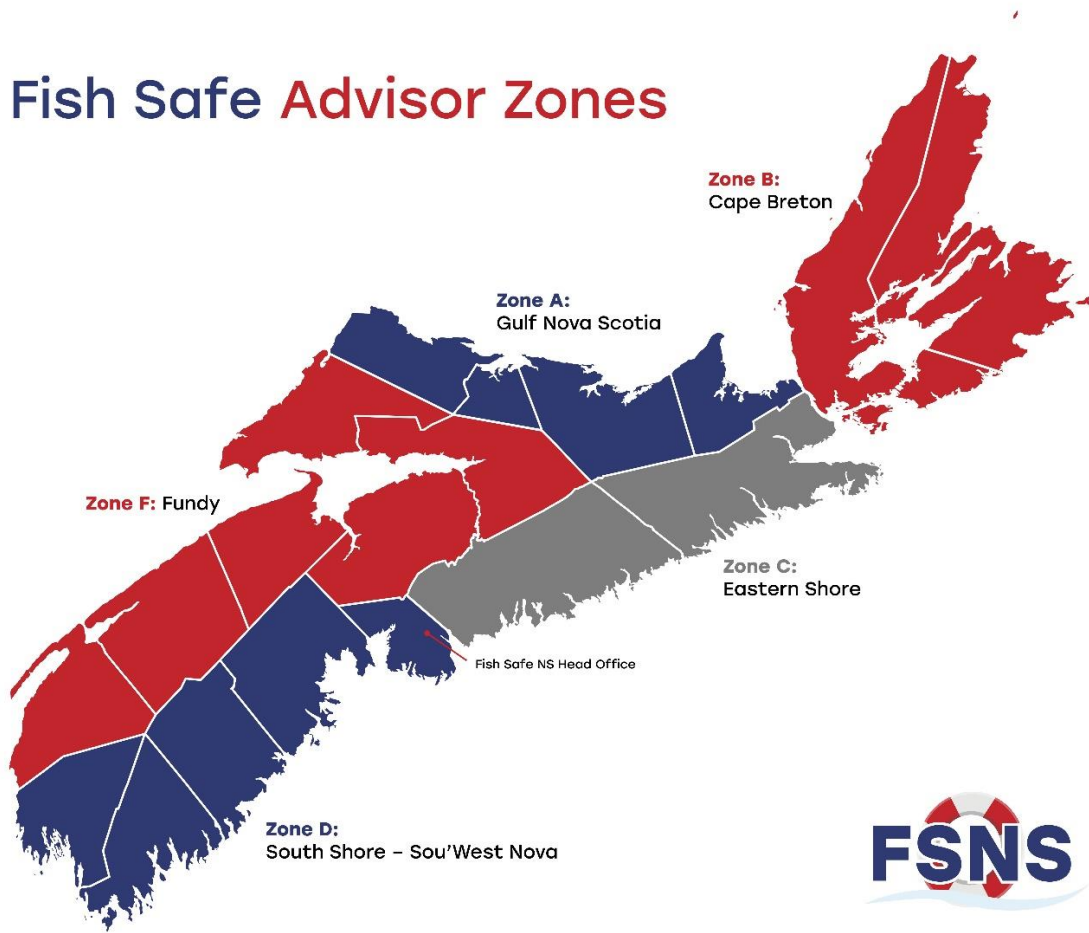 Fish Safe Advisor Zones
Zone B:
Cape Breton
Zone A:
Gulf Nova Scotia
Zone F: Fundy
Zone C:
Eastern Shore
Fish Safe NS Head Office
Zone D:
South Shore – Sou'West Nova
FSNS